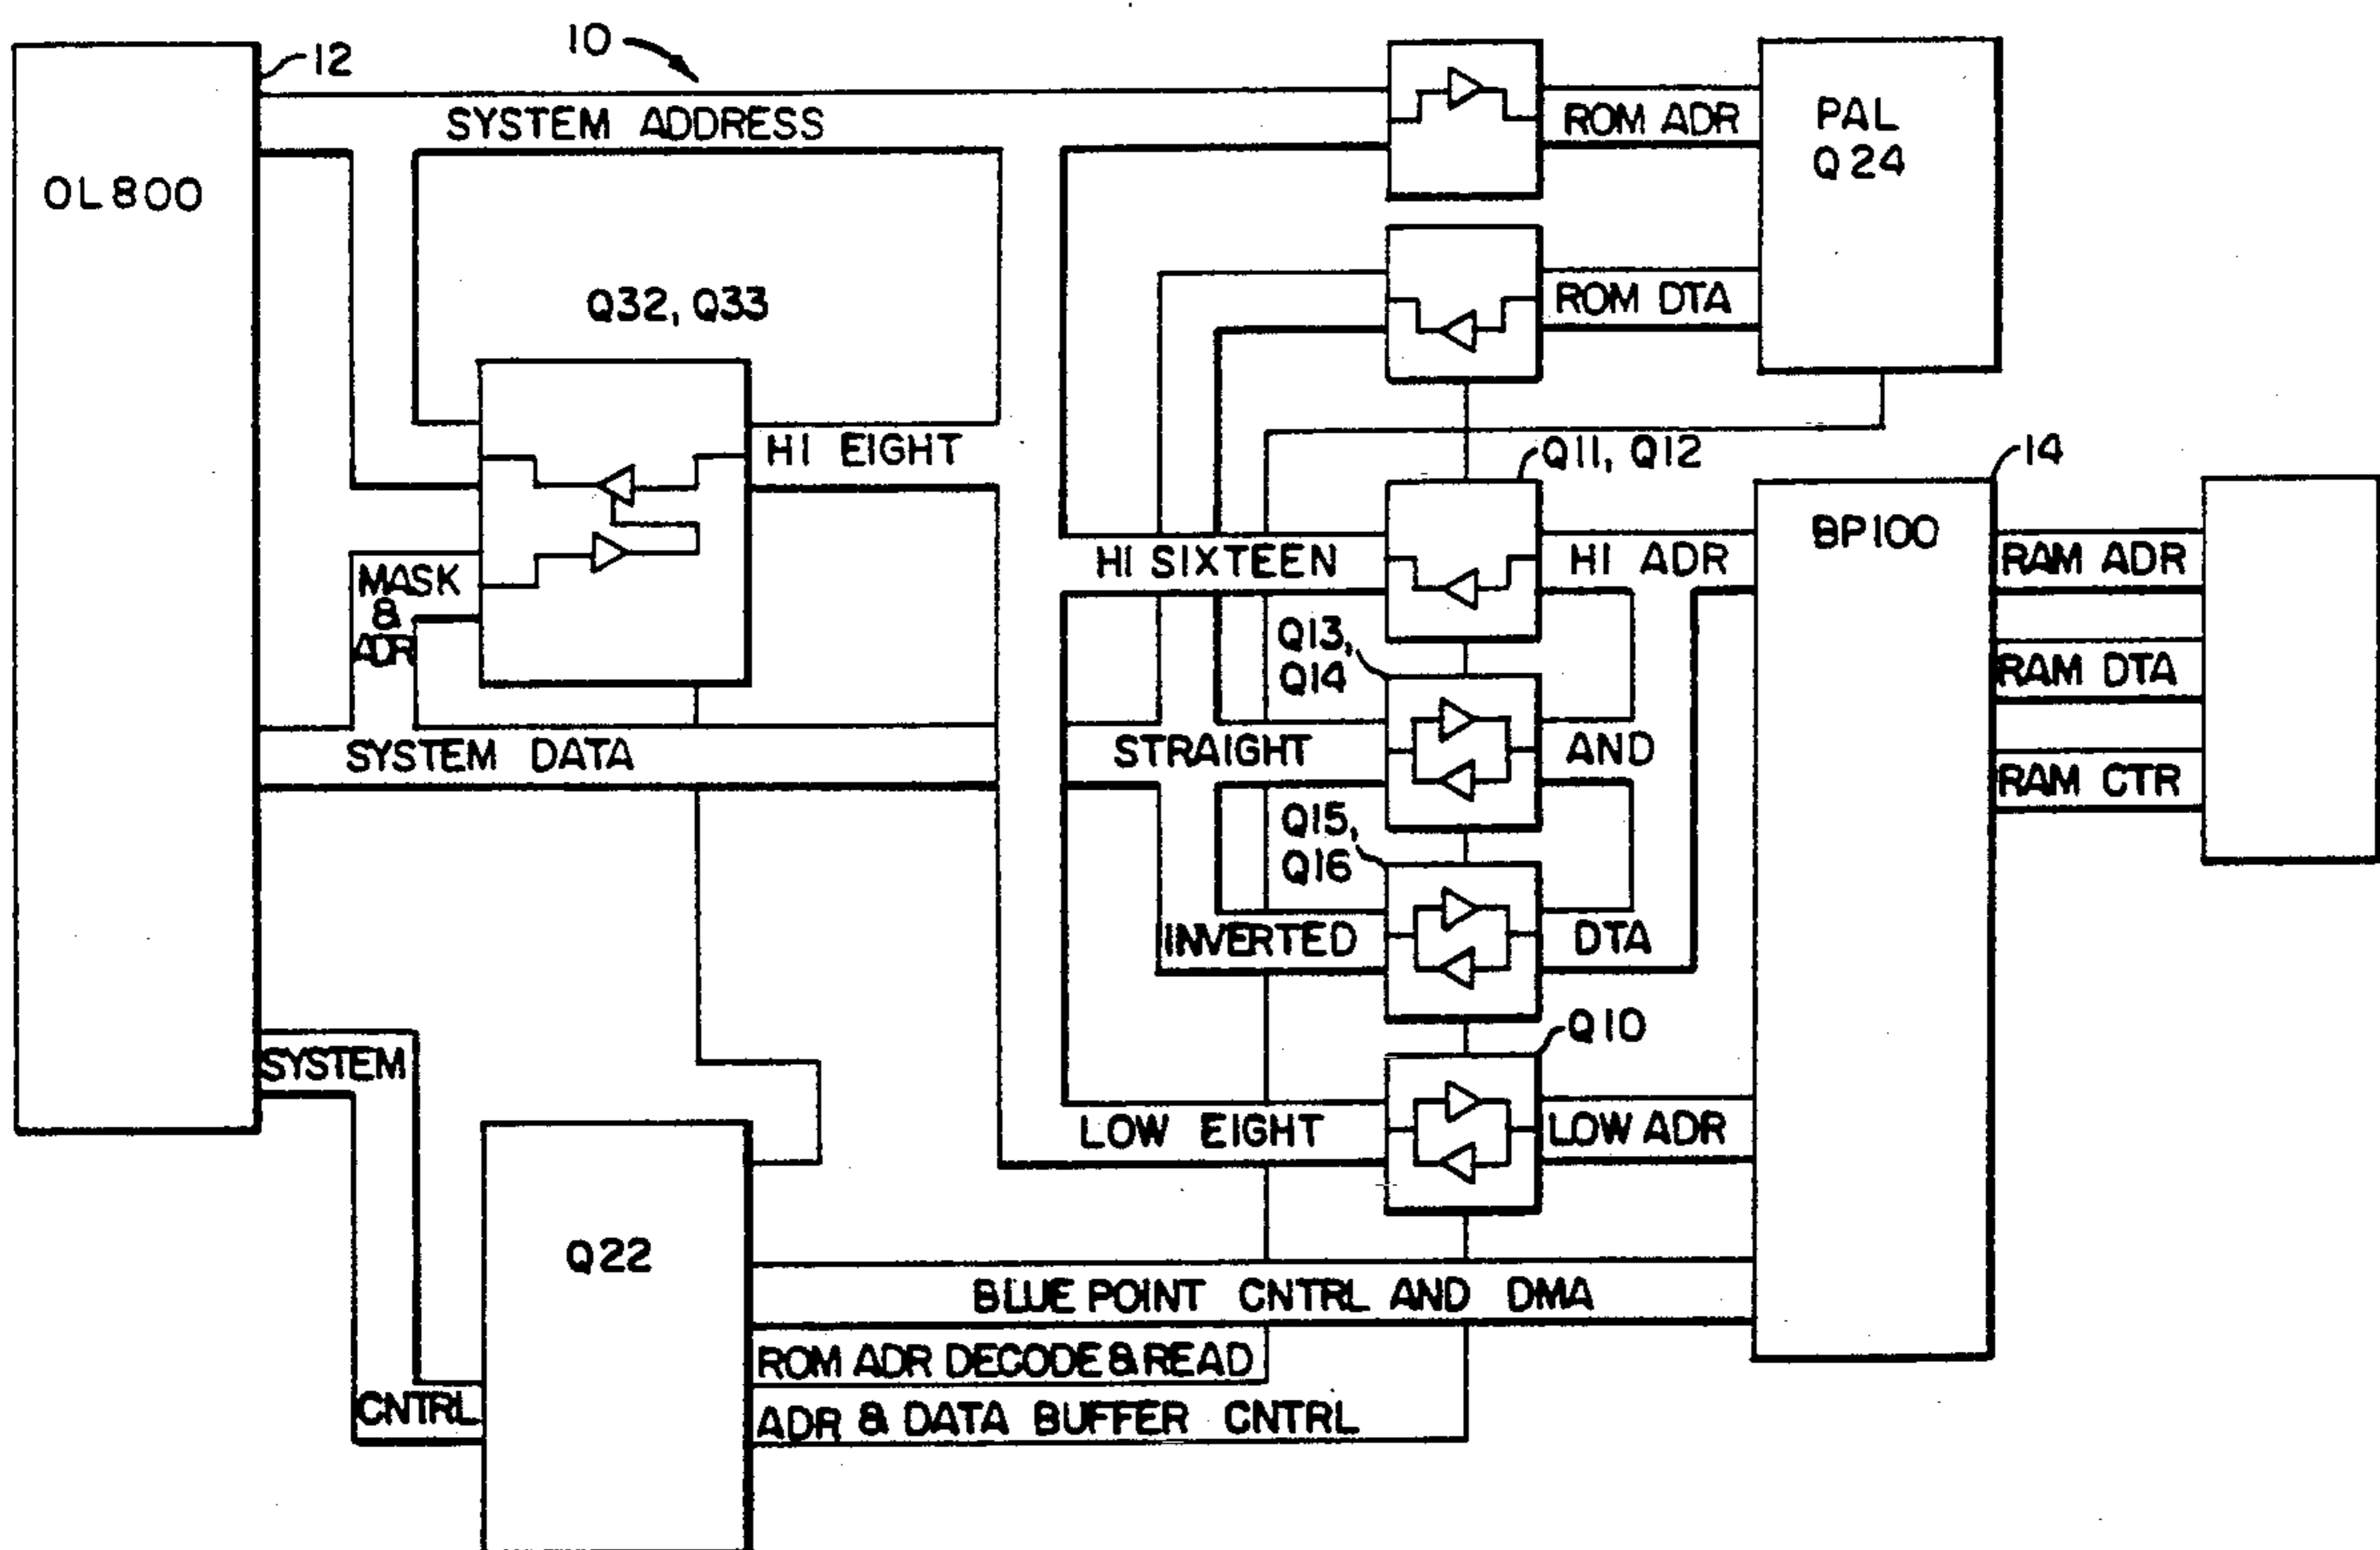 10
12
SYSTEM ADDRESS
ROM ADR
PAL
Q24
OL800
Q32, Q33
ROM DTA
HI EIGHT
Q11, Q12
14
BP100
HI SIXTEEN
HI ADR
RAM ADR
MASK
&
ADR
Q13,
Q14
RAM DTA
SYSTEM DATA
STRAIGHT
AND
RAM CTR
Q15,
Q16
INVERTED
DTA
Q10
SYSTEM
LOW EIGHT
LOW ADR
Q22
BLUE POINT CNTRL AND DMA
ROM ADR DECODE & READ
CNTRL
ADR & DATA BUFFER CNTRL